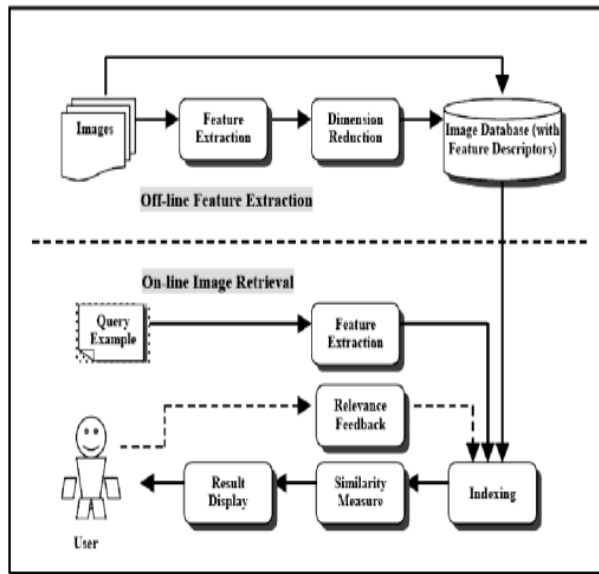 Images
Feature
Extraction
Dimension
Reduction
Image Database (with
Feature Descriptors)
Off-line Feature Extraction
On-line Image Retrieval
Query
Example
Feature
Extraction
Relevance
Feedback
Result
Display
Similarity
Measure
Indexing
User